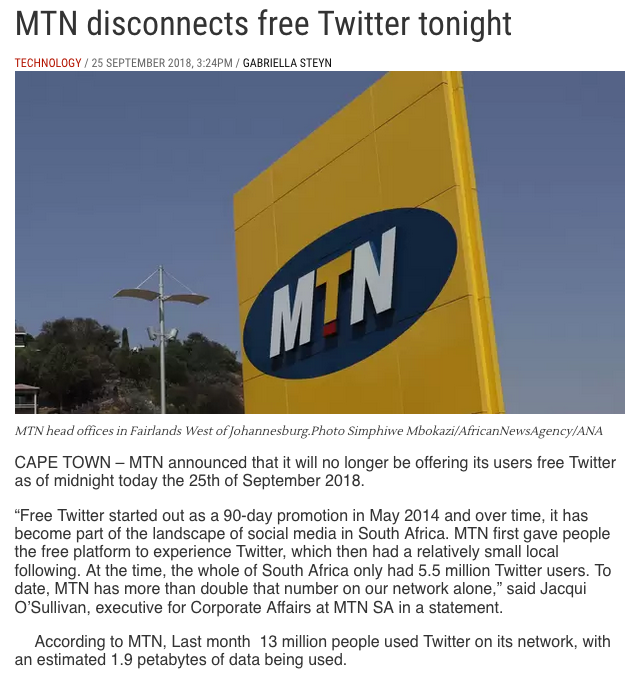 MTN disconnects free Twitter tonight
TECHNOLOGY / 25 SEPTEMBER 2018, 3:24PM / GABRIELLA STEYN
MTN
MTN head offices in Fairlands West of Johannesburg.Photo Simphiwe Mbokazi/AfricanNewsAgency/ANA
CAPE TOWN – MTN announced that it will no longer be offering its users free Twitter
as of midnight today the 25th of September 2018.
“Free Twitter started out as a 90-day promotion in May 2014 and over time, it has
become part of the landscape of social media in South Africa. MTN first gave people
the free platform to experience Twitter, which then had a relatively small local
following. At the time, the whole of South Africa only had 5.5 million Twitter users. To
date, MTN has more than double that number on our network alone,” said Jacqui
O’Sullivan, executive for Corporate Affairs at MTN SA in a statement.
According to MTN, Last month  13 million people used Twitter on its network, with
an estimated 1.9 petabytes of data being used.